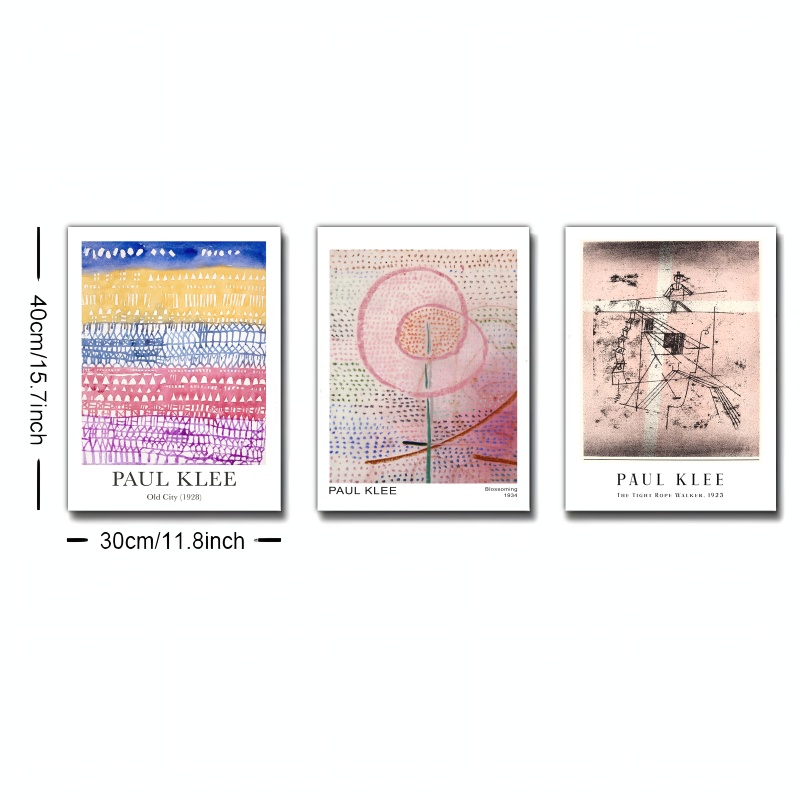 40cm/15.7inch
30cm/11.8inch
PAUL KLEE
Old City (1928)
PAUL KLEE
Blossoming
1934
PAUL KLEE
The Tight Rope Walker, 1923